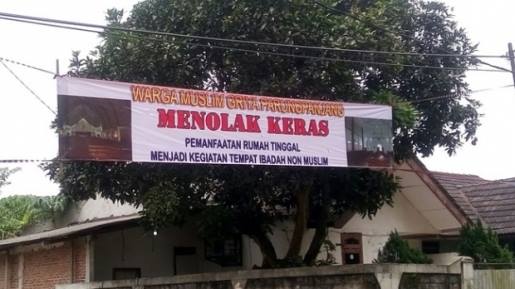 WARGA MUSLIM GRIYA PARUNGPANJANG
MENOLAK KERAS
PEMANFAATAN RUMAH TINGGAL
MENJADI KEGIATAN TEMPAT IBADAH NON MUSLIM